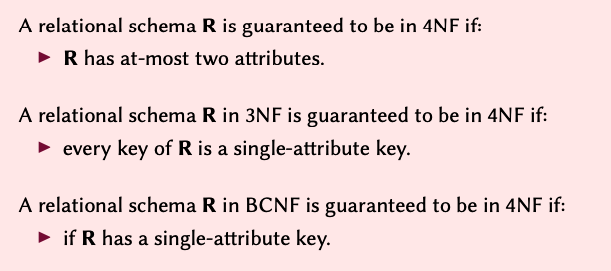 A relational schema R is guaranteed to be in 4NF if:
▶ R has at-most two attributes.
A relational schema R in 3NF is guaranteed to be in 4NF if:
▶ every key of R is a single-attribute key.
A relational schema R in BCNF is guaranteed to be in 4NF if:
▶ if R has a single-attribute key.